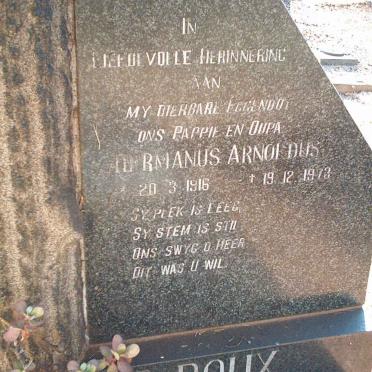 IN
LIEFDEVOLLE HERINNERING
AAN
MY DIERBARE EGGENOOT
ONS PAPPIE EN OUPA
HERMANUS ARNOLDUS
* 20.3.1916 † 19.12.1973
SY PLEK IS LEEG
SY STEM IS STIL
ONS SWYG O HEER
DIT WAS U WIL.
ROUX